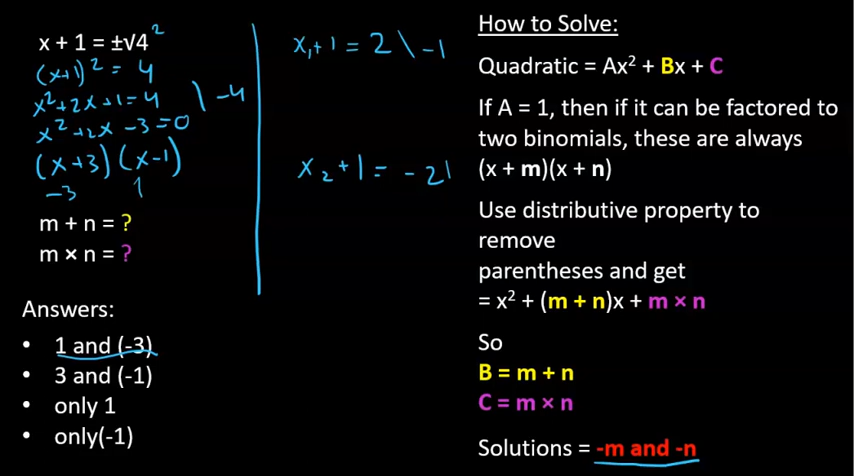 x + 1 = ±√4 ²
(x+1)² = 4
x²+2x+1=4 \ -4
x²+2x -3=0
(x+3)(x-1)
-3 1
m + n = ?
m × n = ?
Answers:
• 1 and (-3)
• 3 and (-1)
• only 1
• only(-1)
x₁+1 = 2 \ -1
x₂+1 = -2 |
How to Solve:
Quadratic = Ax² + Bx + C
If A = 1, then if it can be factored to
two binomials, these are always
(x + m)(x + n)
Use distributive property to
remove
parentheses and get
= x² + (m + n)x + m × n
So
B = m + n
C = m × n
Solutions = -m and -n